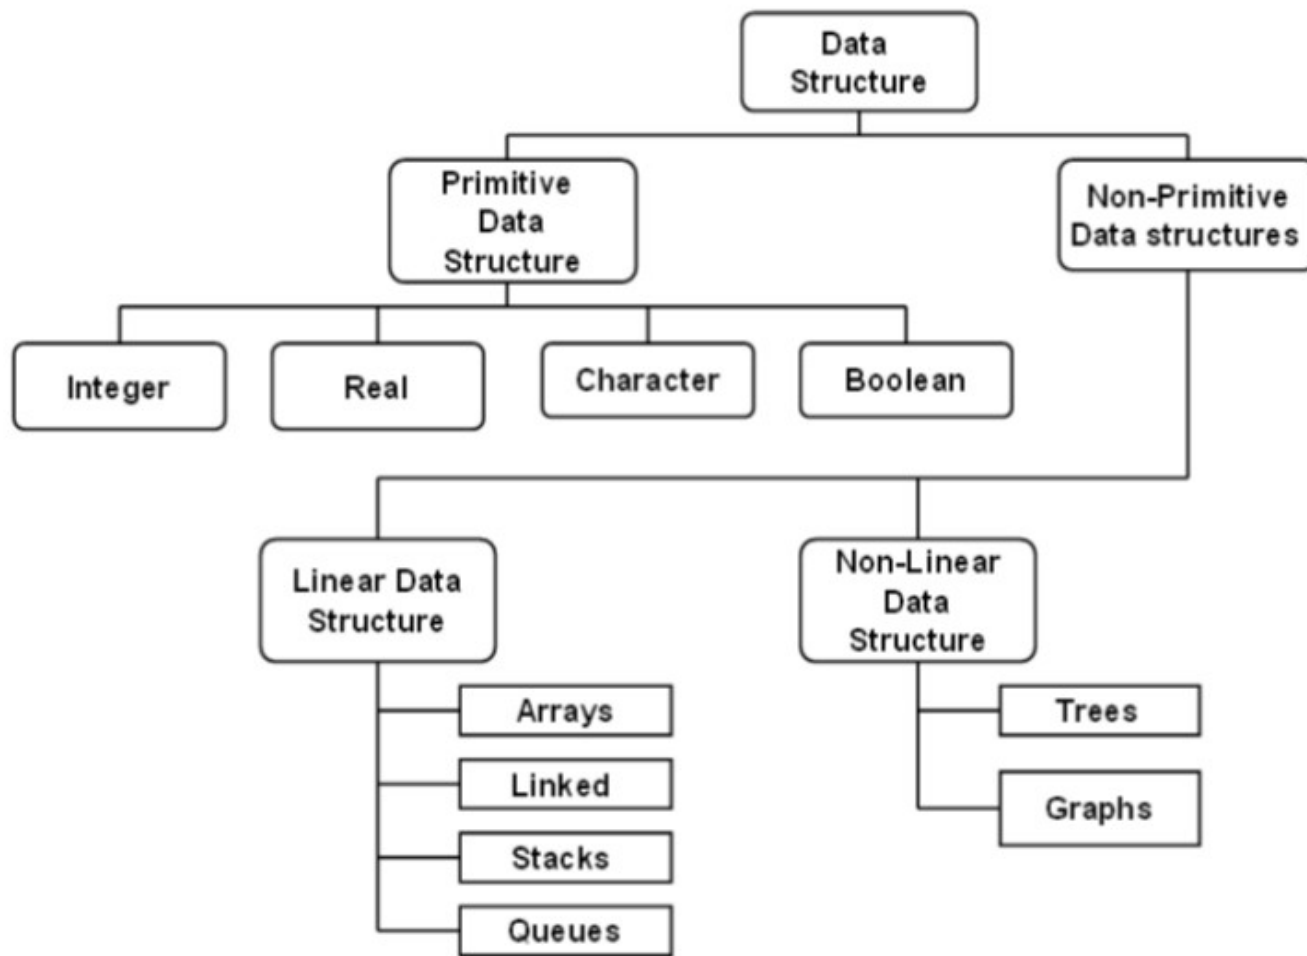 Data
Structure
Primitive
Data
Structure
Non-Primitive
Data structures
Integer
Real
Character
Boolean
Linear Data
Structure
Non-Linear
Data
Structure
Arrays
Linked
Stacks
Queues
Trees
Graphs